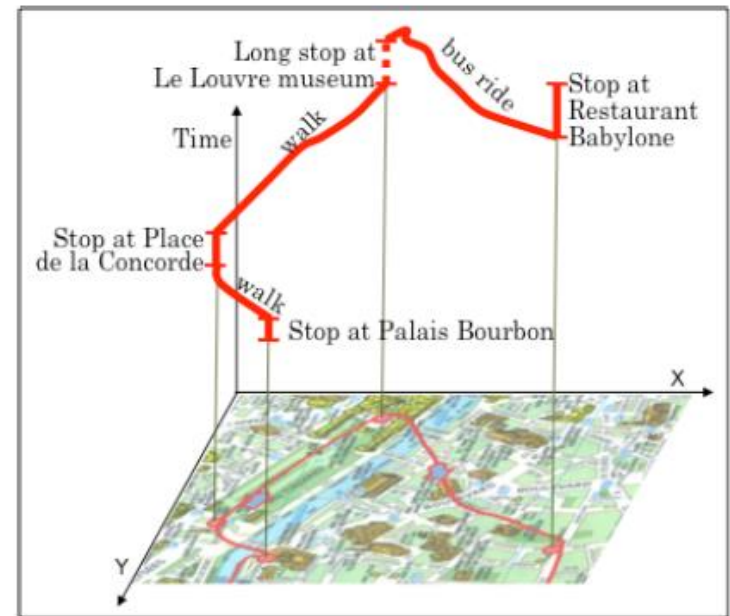 Long stop at
Le Louvre museum
bus ride
Stop at
Restaurant
Babylone
Time
walk
Stop at Place
de la Concorde
walk
Stop at Palais Bourbon
X
Y